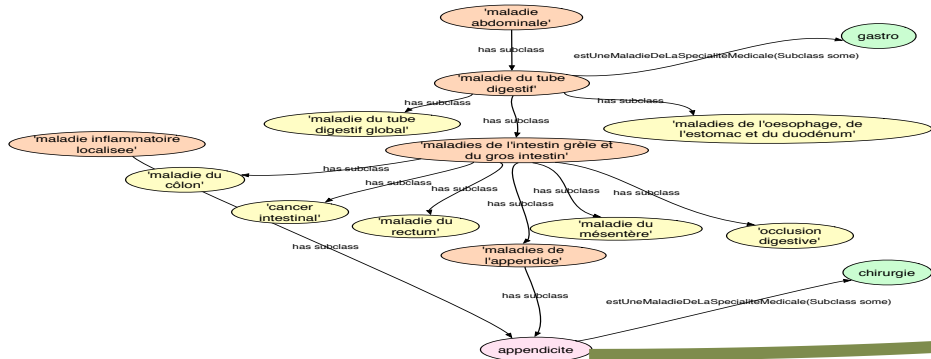 'maladie
abdominale'
has subclass
gastro
estUneMaladieDeLaSpecialiteMedicale(Subclass some)
'maladie du tube
digestif'
has subclass
has subclass
has subclass
'maladie du tube
digestif global'
'maladies de l'oesophage, de
l'estomac et du duodénum'
'maladie inflammatoire
localisee'
'maladies de l'intestin grèle et
du gros intestin'
has subclass
'maladie du
côlon'
has subclass
has subclass
has subclass
has subclass
has subclass
'cancer
intestinal'
'maladie du
rectum'
'maladie du
mésentère'
'occlusion
digestive'
has subclass
'maladies de
l'appendice'
chirurgie
has subclass
estUneMaladieDeLaSpecialiteMedicale(Subclass some)
appendicite